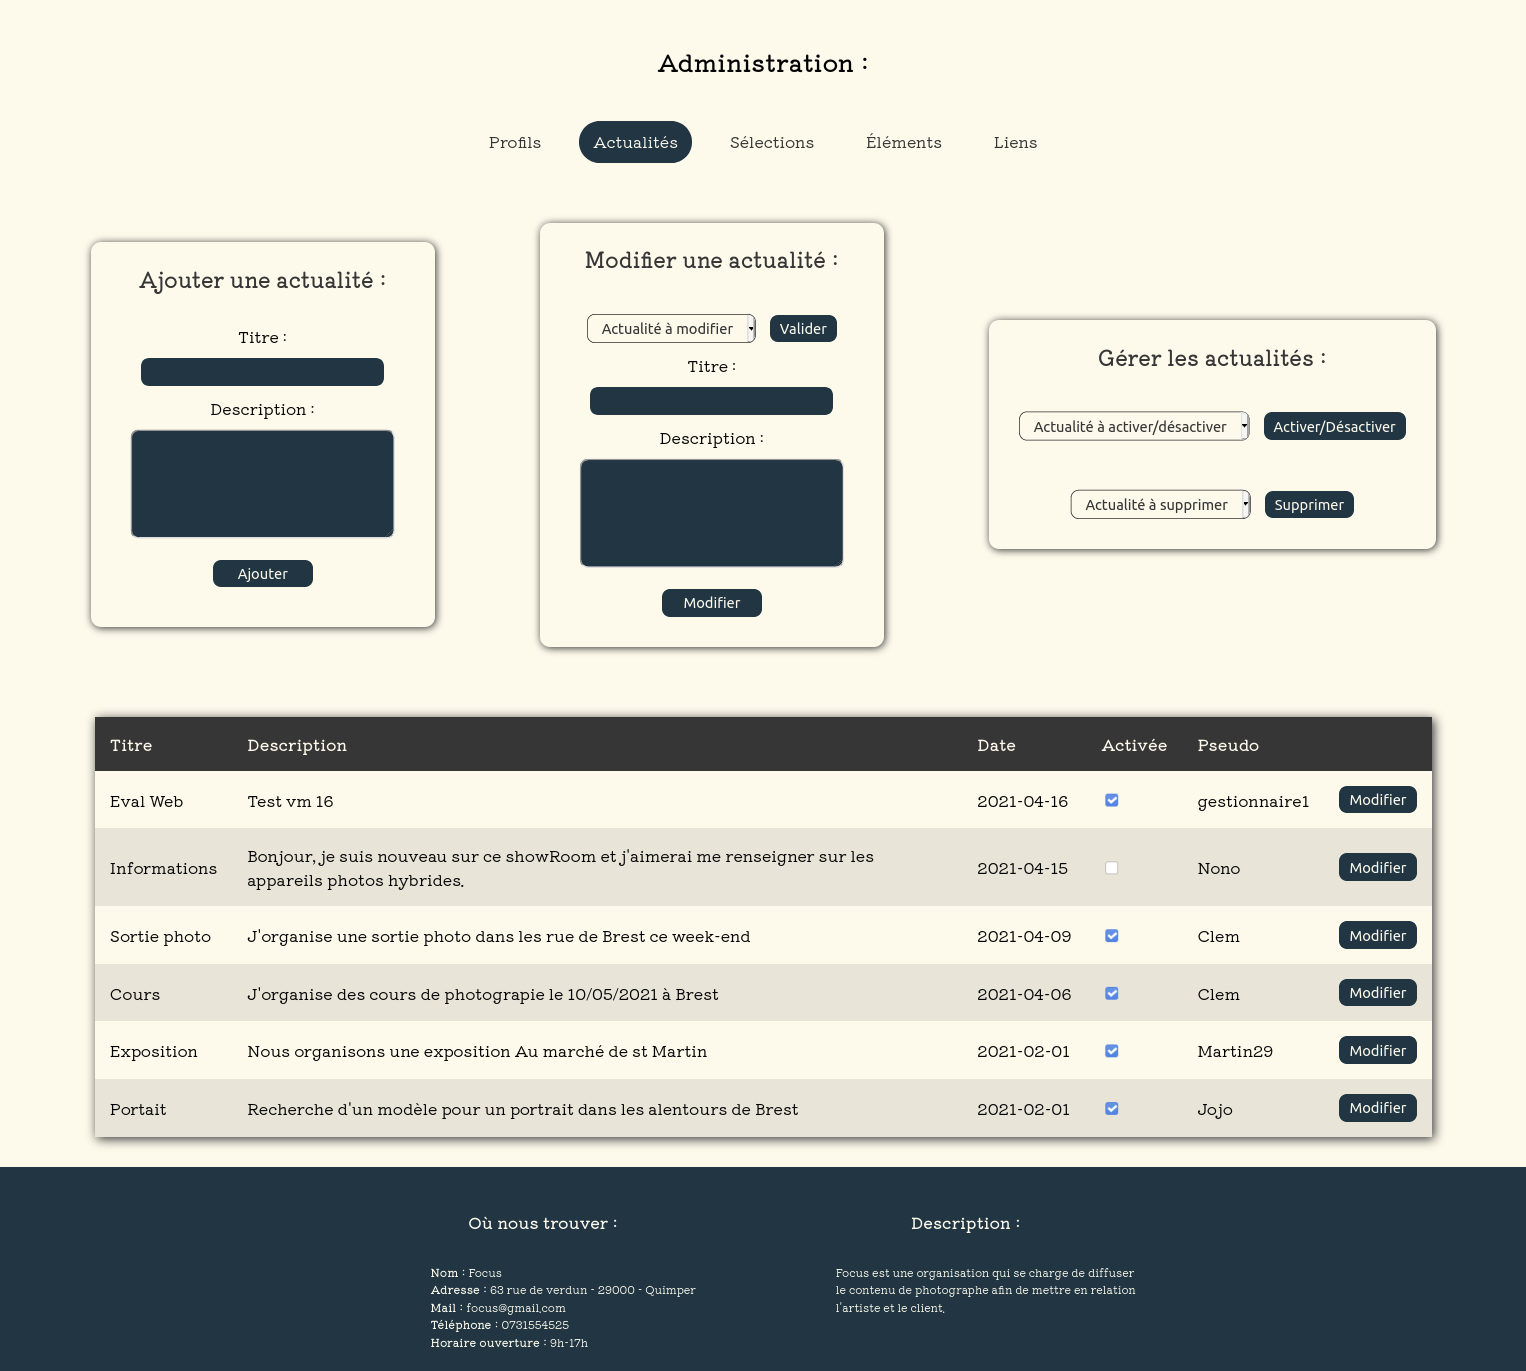 Administration :
Profils Actualités Sélections Éléments Liens
Ajouter une actualité :
Titre :
Description :
Ajouter
Modifier une actualité :
Actualité à modifier Valider
Titre :
Description :
Modifier
Gérer les actualités :
Actualité à activer/désactiver Activer/Désactiver
Actualité à supprimer Supprimer
Titre Description Date Activée Pseudo
Eval Web Test vm 16 2021-04-16 gestionnaire1 Modifier
Informations Bonjour, je suis nouveau sur ce showRoom et j'aimerai me renseigner sur les
appareils photos hybrides. 2021-04-15 Nono Modifier
Sortie photo J'organise une sortie photo dans les rue de Brest ce week-end 2021-04-09 Clem Modifier
Cours J'organise des cours de photograpie le 10/05/2021 à Brest 2021-04-06 Clem Modifier
Exposition Nous organisons une exposition Au marché de st Martin 2021-02-01 Martin29 Modifier
Portait Recherche d'un modèle pour un portrait dans les alentours de Brest 2021-02-01 Jojo Modifier
Où nous trouver :
Nom : Focus
Adresse : 63 rue de verdun - 29000 - Quimper
Mail : focus@gmail.com
Téléphone : 0731554525
Horaire ouverture : 9h-17h
Description :
Focus est une organisation qui se charge de diffuser
le contenu de photographe afin de mettre en relation
l'artiste et le client.